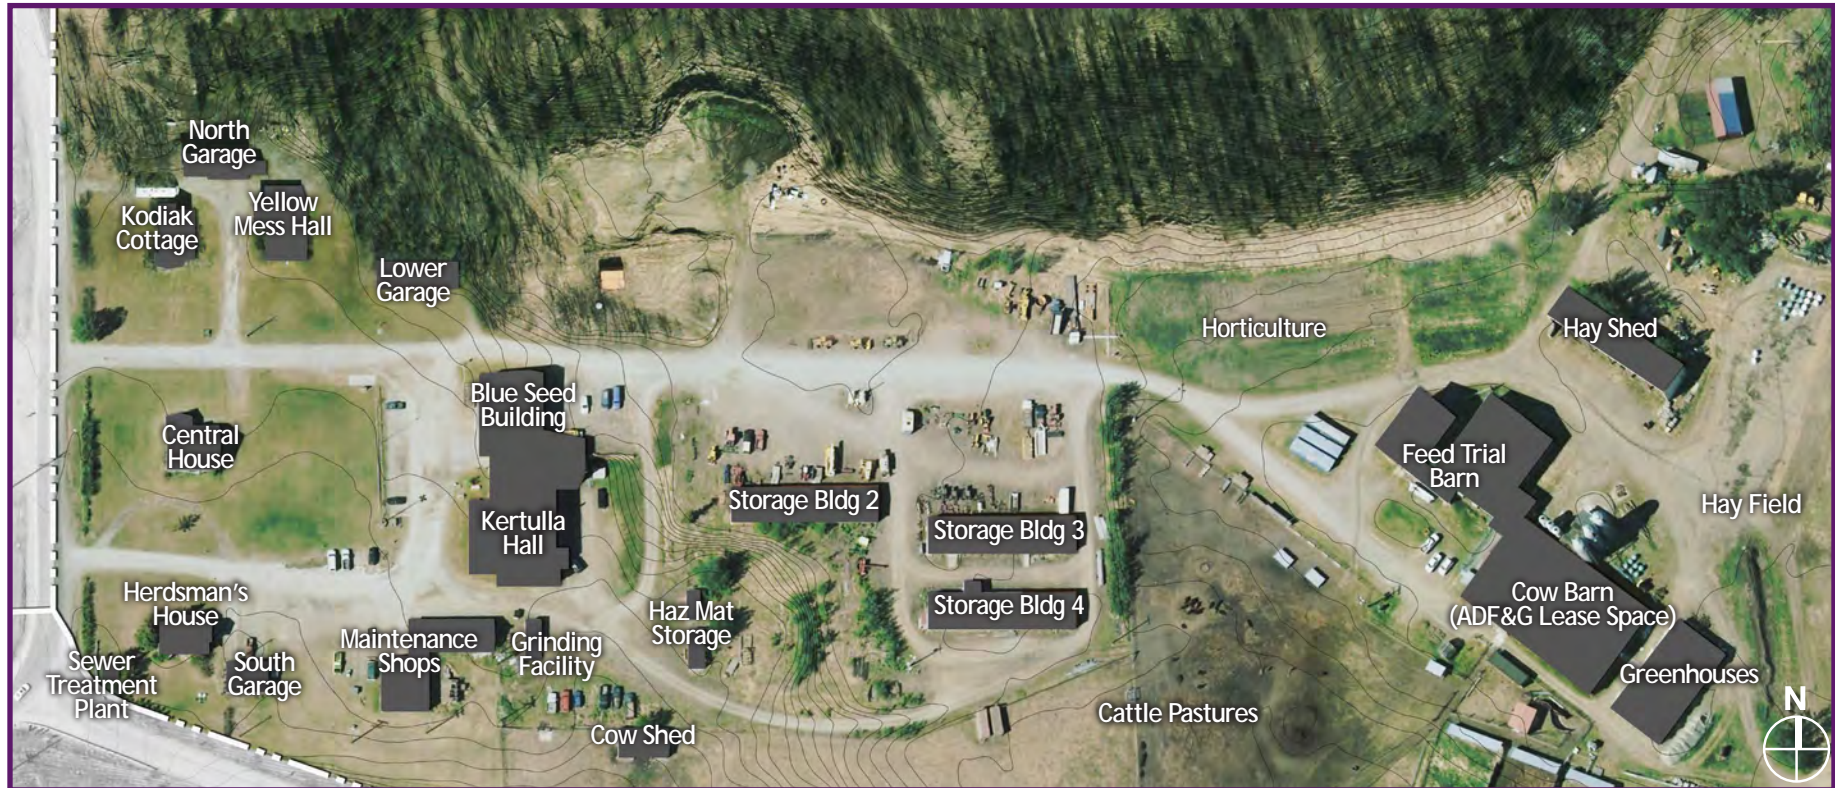 North
Garage
Kodiak
Cottage
Yellow
Mess Hall
Lower
Garage
Horticulture
Hay Shed
Blue Seed
Building
Central
House
Feed Trial
Barn
Storage Bldg 2
Hay Field
Kertulla
Hall
Storage Bldg 3
Herdsman's
House
Haz Mat
Storage
Storage Bldg 4
Cow Barn
(ADF&G Lease Space)
Maintenance
Shops
Grinding
Facility
Sewer
Treatment
Plant
South
Garage
Greenhouses
Cow Shed
Cattle Pastures
N